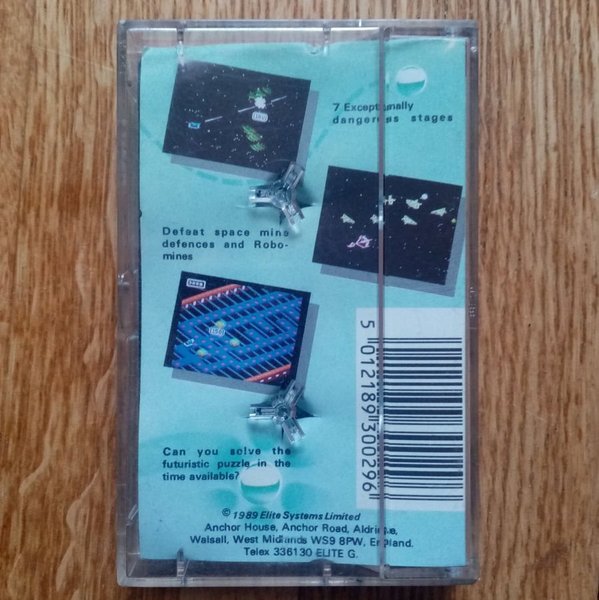 7 Exceptionally
dangerous stages
Defeat space mine
defences and Robo-
mines
5 012189 300296
Can you solve the
futuristic puzzle in the
time available?
© 1989 Elite Systems Limited
Anchor House, Anchor Road, Aldridge,
Walsall, West Midlands WS9 8PW, England.
Telex 336130 ELITE G.